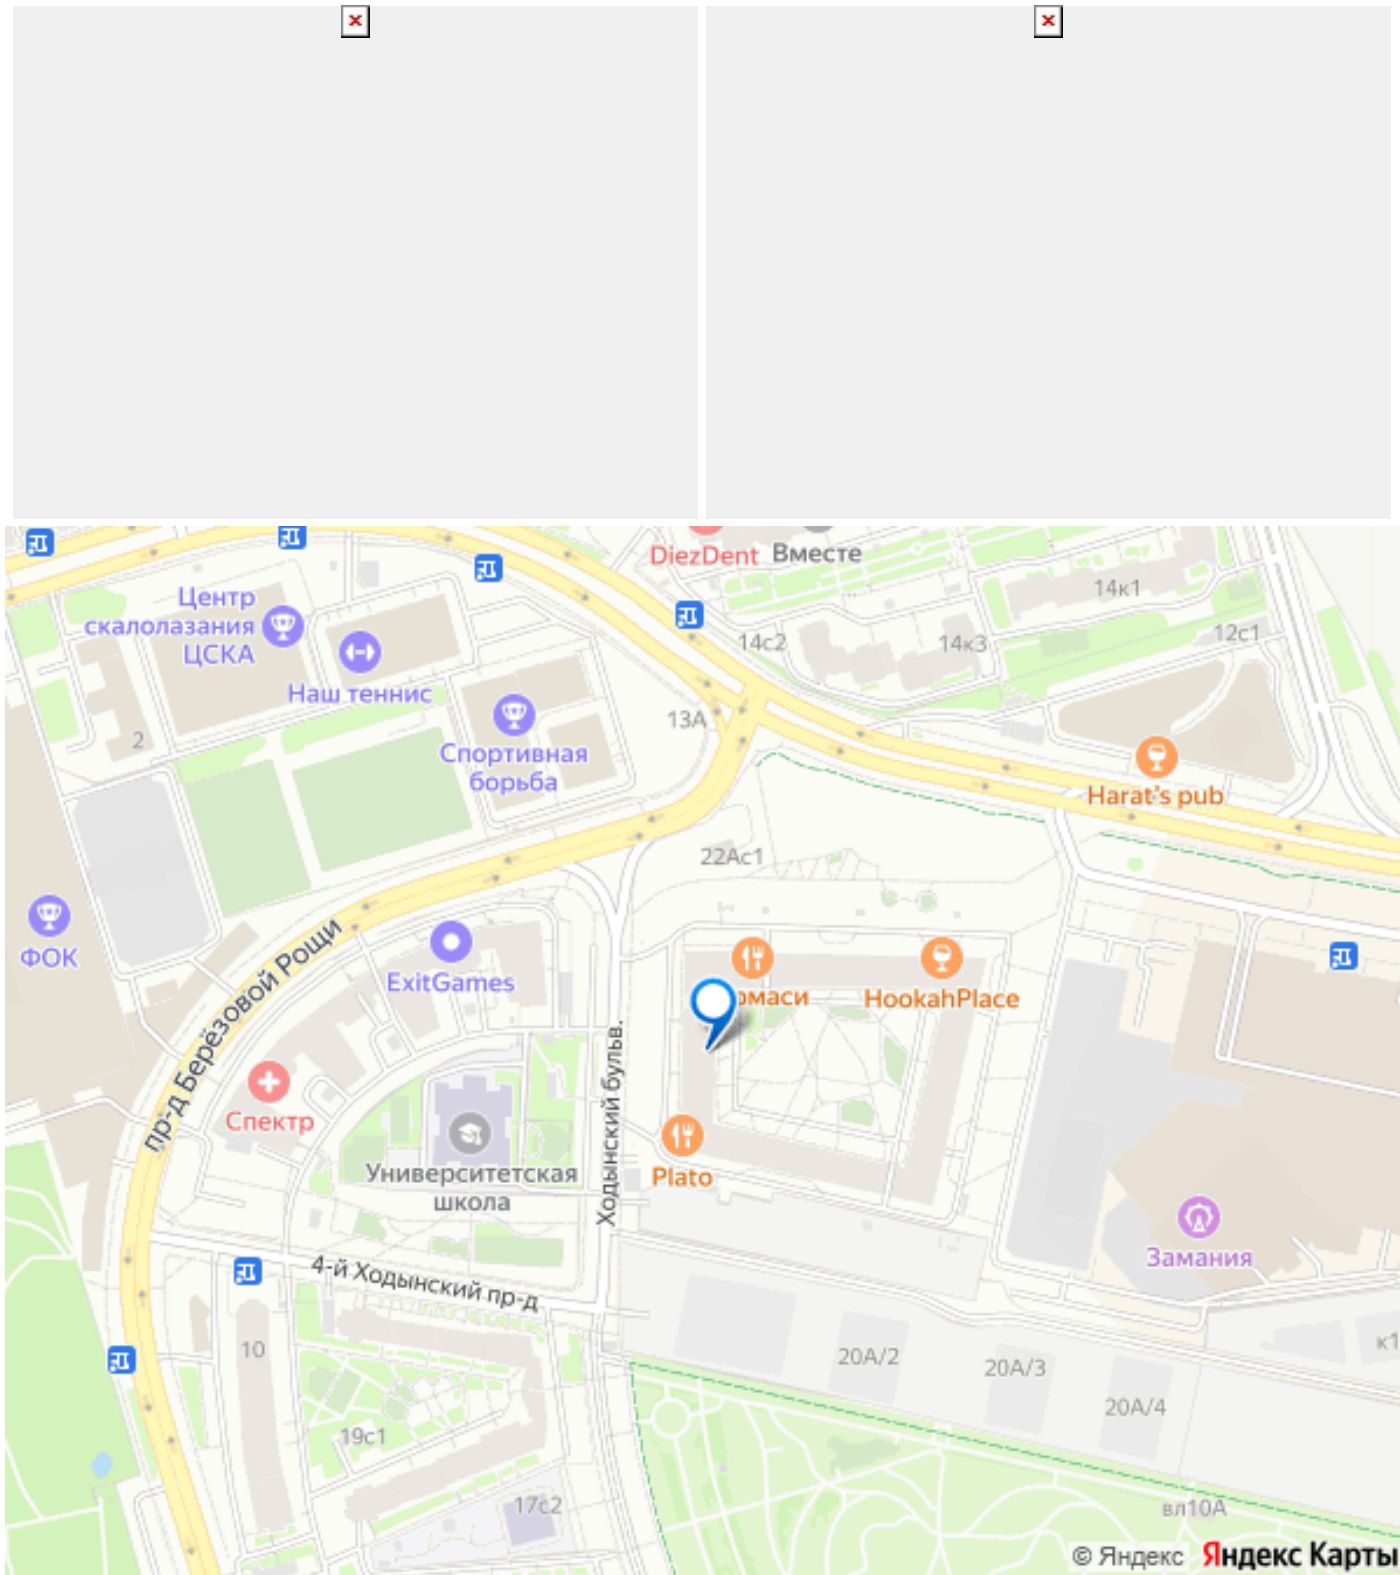 DiezDent
Вместе
14к1
Центр
скалолазания
ЦСКА
14с2
14к3
12с1
Наш теннис
13А
2
Спортивная
борьба
Harat's pub
22Ас1
ФОК
ExitGames
HookahPlace
пр-д Берёзовой Рощи
Ходынский бульв.
Спектр
Университетская
школа
Plato
Замания
4-й Ходынский пр-д
10
20А/2
20А/3
20А/4
к1
19с1
17с2
вл10А
© Яндекс Яндекс Карты